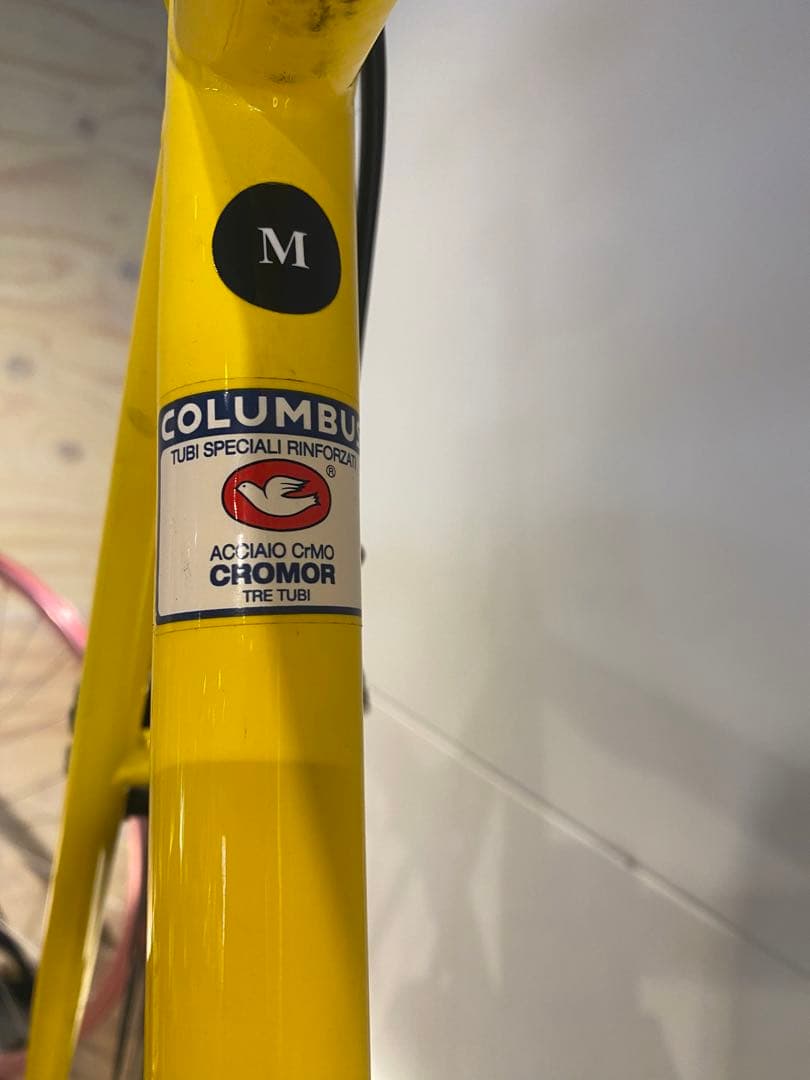 M
COLUMBUS
TUBI SPECIALI RINFORZATI
®
ACCIAIO CrMO
CROMOR
TRE TUBI